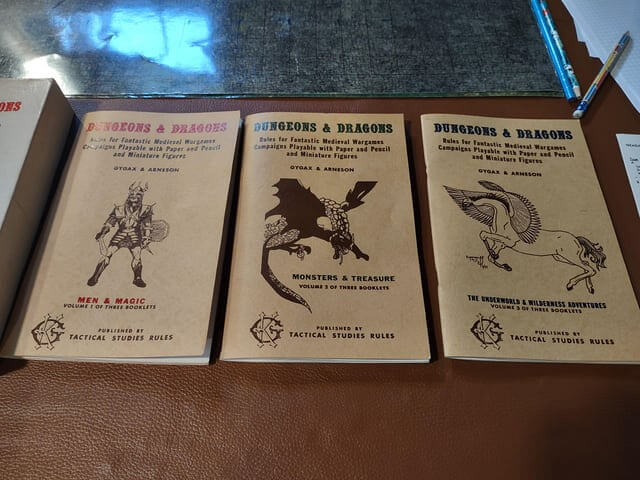 ONS
DUNGEONS & DRAGONS
Rules for Fantastic Medieval Wargames
Campaigns Playable with Paper and Pencil
and Miniature Figures
GYGAX & ARNESON
MEN & MAGIC
VOLUME 1 OF THREE BOOKLETS
PUBLISHED BY
TACTICAL STUDIES RULES
DUNGEONS & DRAGONS
Rules for Fantastic Medieval Wargames
Campaigns Playable with Paper and Pencil
and Miniature Figures
GYGAX & ARNESON
MONSTERS & TREASURE
VOLUME 2 OF THREE BOOKLETS
PUBLISHED BY
TACTICAL STUDIES RULES
DUNGEONS & DRAGONS
Rules for Fantastic Medieval Wargames
Campaigns Playable with Paper and Pencil
and Miniature Figures
GYGAX & ARNESON
THE UNDERWORLD & WILDERNESS ADVENTURES
VOLUME 3 OF THREE BOOKLETS
PUBLISHED BY
TACTICAL STUDIES RULES